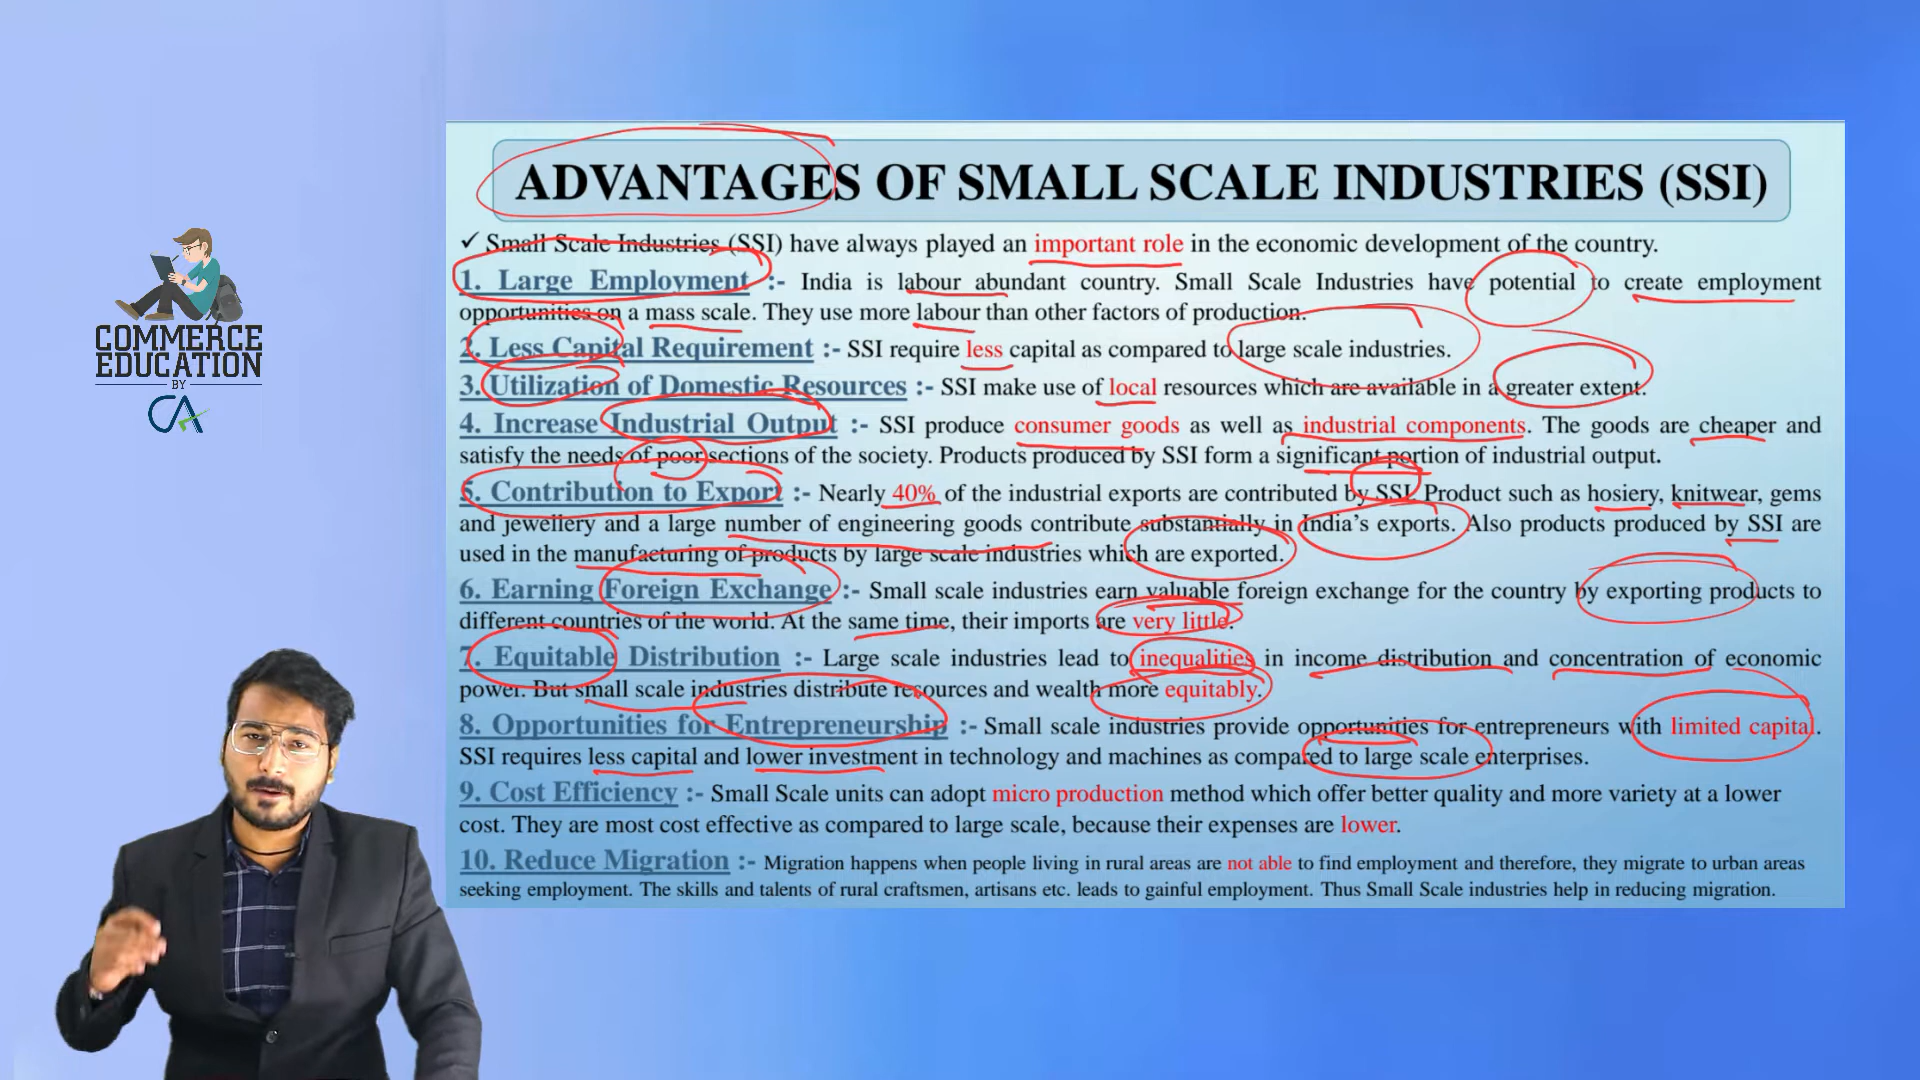 COMMERCE
EDUCATION
BY
CA
ADVANTAGES OF SMALL SCALE INDUSTRIES (SSI)
✓ Small Scale Industries (SSI) have always played an important role in the economic development of the country.
1. Large Employment :- India is labour abundant country. Small Scale Industries have potential to create employment
opportunities on a mass scale. They use more labour than other factors of production.
2. Less Capital Requirement :- SSI require less capital as compared to large scale industries.
3. Utilization of Domestic Resources :- SSI make use of local resources which are available in a greater extent.
4. Increase Industrial Output :- SSI produce consumer goods as well as industrial components. The goods are cheaper and
satisfy the needs of poor sections of the society. Products produced by SSI form a significant portion of industrial output.
5. Contribution to Export :- Nearly 40% of the industrial exports are contributed by SSI. Product such as hosiery, knitwear, gems
and jewellery and a large number of engineering goods contribute substantially in India's exports. Also products produced by SSI are
used in the manufacturing of products by large scale industries which are exported.
6. Earning Foreign Exchange :- Small scale industries earn valuable foreign exchange for the country by exporting products to
different countries of the world. At the same time, their imports are very little.
7. Equitable Distribution :- Large scale industries lead to inequalities in income distribution and concentration of economic
power. But small scale industries distribute resources and wealth more equitably.
8. Opportunities for Entrepreneurship :- Small scale industries provide opportunities for entrepreneurs with limited capital.
SSI requires less capital and lower investment in technology and machines as compared to large scale enterprises.
9. Cost Efficiency :- Small Scale units can adopt micro production method which offer better quality and more variety at a lower
cost. They are most cost effective as compared to large scale, because their expenses are lower.
10. Reduce Migration :- Migration happens when people living in rural areas are not able to find employment and therefore, they migrate to urban areas
seeking employment. The skills and talents of rural craftsmen, artisans etc. leads to gainful employment. Thus Small Scale industries help in reducing migration.